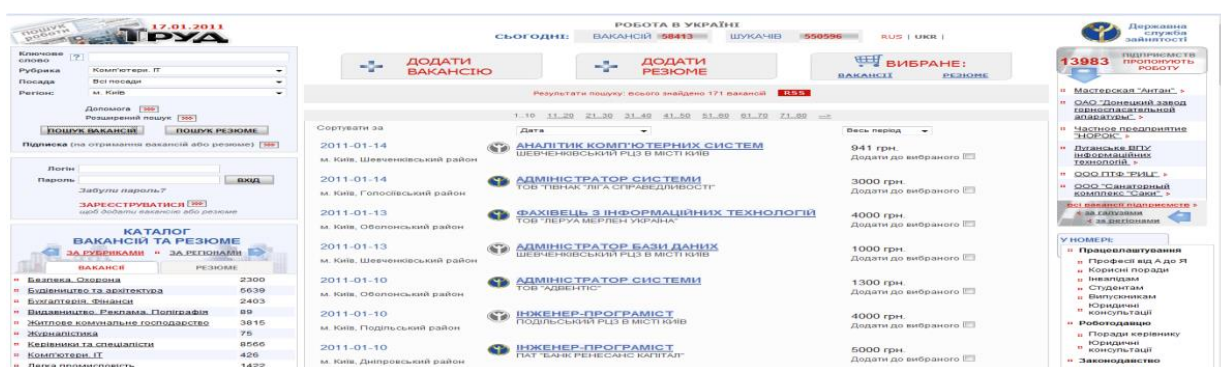 пошук роботи
17.01.2011
ТРУД
РОБОТА В УКРАЇНІ
СЬОГОДНІ: ВАКАНСІЙ 58413 ШУКАЧІВ 550596 RUS | UKR |
Державна служба зайнятості
Ключове слово [?]
Рубрика Комп'ютери. IT
Посада Всі посади
Регіон: м. Київ
Допомога
Розширений пошук
ПОШУК ВАКАНСІЙ ПОШУК РЕЗЮМЕ
Підписка (на отримання вакансій або резюме)
Логін
Пароль ВХІД
Забули пароль?
ЗАРЕЄСТРУВАТИСЯ
щоб додати вакансію або резюме
КАТАЛОГ
ВАКАНСІЙ ТА РЕЗЮМЕ
ЗА РУБРИКАМИ ЗА РЕГІОНАМИ
ВАКАНСІЇ РЕЗЮМЕ
Безпека. Охорона 2300
Будівництво та архітектура 5639
Бухгалтерія. Фінанси 2403
Видавництво. Реклама. Поліграфія 89
Житлове комунальне господарство 3815
Журналістика 75
Керівники та спеціалісти 8566
Комп'ютери. IT 426
Легка промисловість 1422
ДОДАТИ ВАКАНСІЮ
ДОДАТИ РЕЗЮМЕ
ВИБРАНЕ:
ВАКАНСІЇ РЕЗЮМЕ
Результати пошуку: всього знайдено 171 вакансій RSS
1..10 11..20 21..30 31..40 41..50 51..60 61..70 71..80
Сортувати за Дата Весь період
2011-01-14 АНАЛІТИК КОМП'ЮТЕРНИХ СИСТЕМ 941 грн.
м. Київ, Шевченківський район ШЕВЧЕНКІВСЬКИЙ РЦЗ В МІСТІ КИЇВ Додати до вибраного
2011-01-14 АДМІНІСТРАТОР СИСТЕМИ 3000 грн.
м. Київ, Голосіївський район ТОВ "ПВНАК "ЛІГА СПРАВЕДЛИВОСТІ" Додати до вибраного
2011-01-13 ФАХІВЕЦЬ З ІНФОРМАЦІЙНИХ ТЕХНОЛОГІЙ 4000 грн.
м. Київ, Оболонський район ТОВ "ЛЕРУА МЕРЛЕН УКРАЇНА" Додати до вибраного
2011-01-13 АДМІНІСТРАТОР БАЗИ ДАНИХ 1000 грн.
м. Київ, Шевченківський район ШЕВЧЕНКІВСЬКИЙ РЦЗ В МІСТІ КИЇВ Додати до вибраного
2011-01-10 АДМІНІСТРАТОР СИСТЕМИ 1300 грн.
м. Київ, Оболонський район ТОВ "АДВЕНТІС" Додати до вибраного
2011-01-10 ІНЖЕНЕР-ПРОГРАМІСТ 4000 грн.
м. Київ, Подільський район ПОДІЛЬСЬКИЙ РЦЗ В МІСТІ КИЇВ Додати до вибраного
2011-01-10 ІНЖЕНЕР-ПРОГРАМІСТ 5000 грн.
м. Київ, Дніпровський район ПАТ "БАНК РЕНЕСАНС КАПІТАЛ" Додати до вибраного
13983 ПІДПРИЄМСТВ ПРОПОНУЮТЬ РОБОТУ
Мастерская "Антан"
ОАО "Донецкий завод горноспасательной аппаратуры"
Частное предприятие "НОРОК"
Луганське ВПУ інформаційних технологій
ООО ПТФ "РИЦ"
ООО "Санаторный комплекс "Саки"
всі вакансії підприємств
за галузями
за регіонами
У НОМЕРІ:
Працевлаштування
Професії від А до Я
Корисні поради
Інвалідам
Студентам
Випускникам
Юридичні консультації
Роботодавцю
Поради керівнику
Юридичні консультації
Законодавство